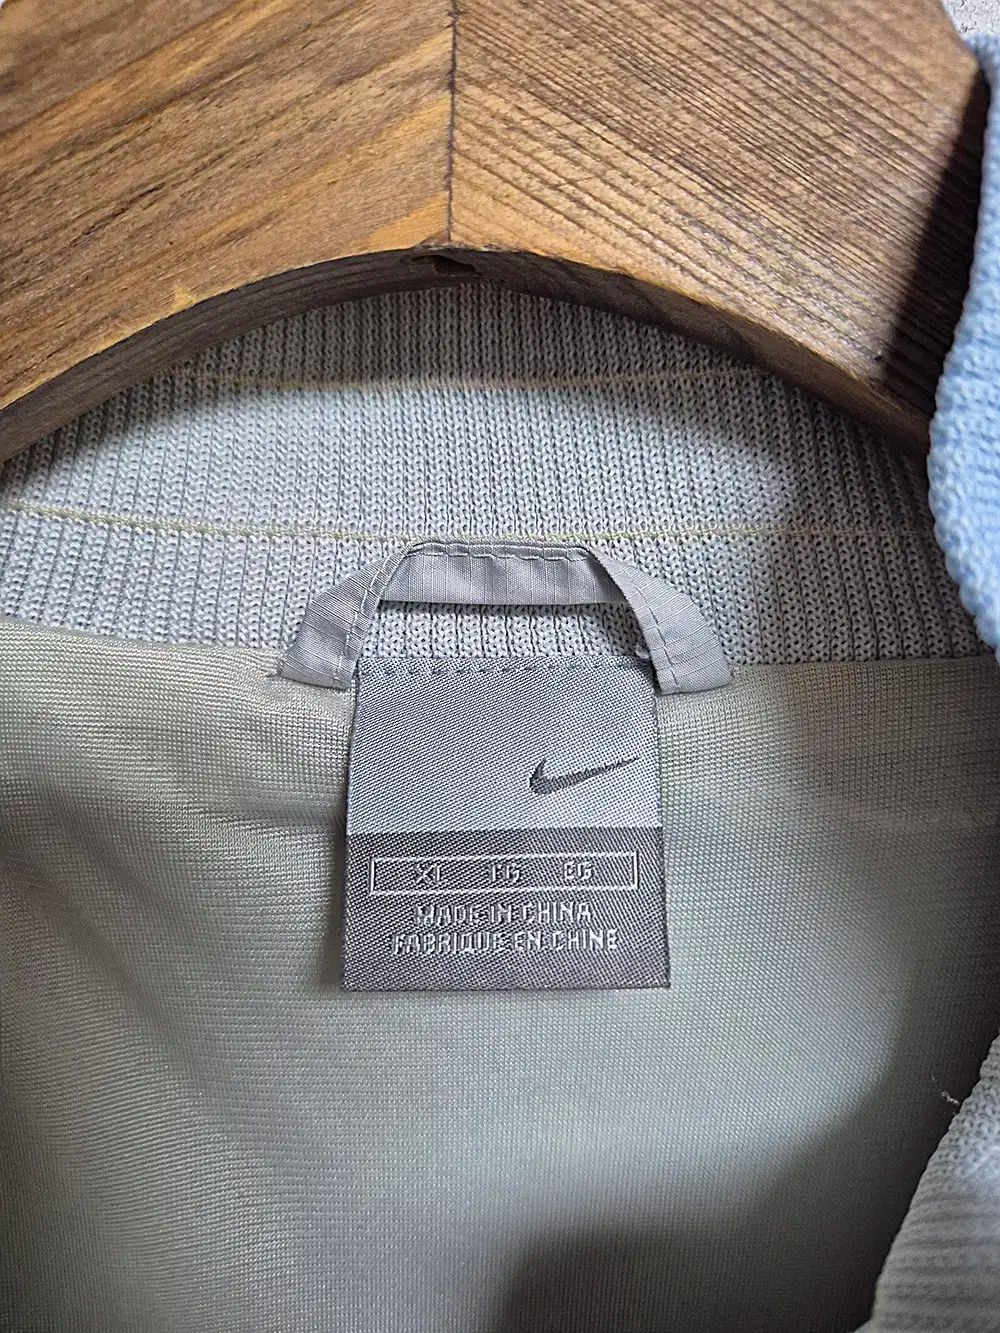 XL TG EG
MADE IN CHINA
FABRIQUE EN CHINE